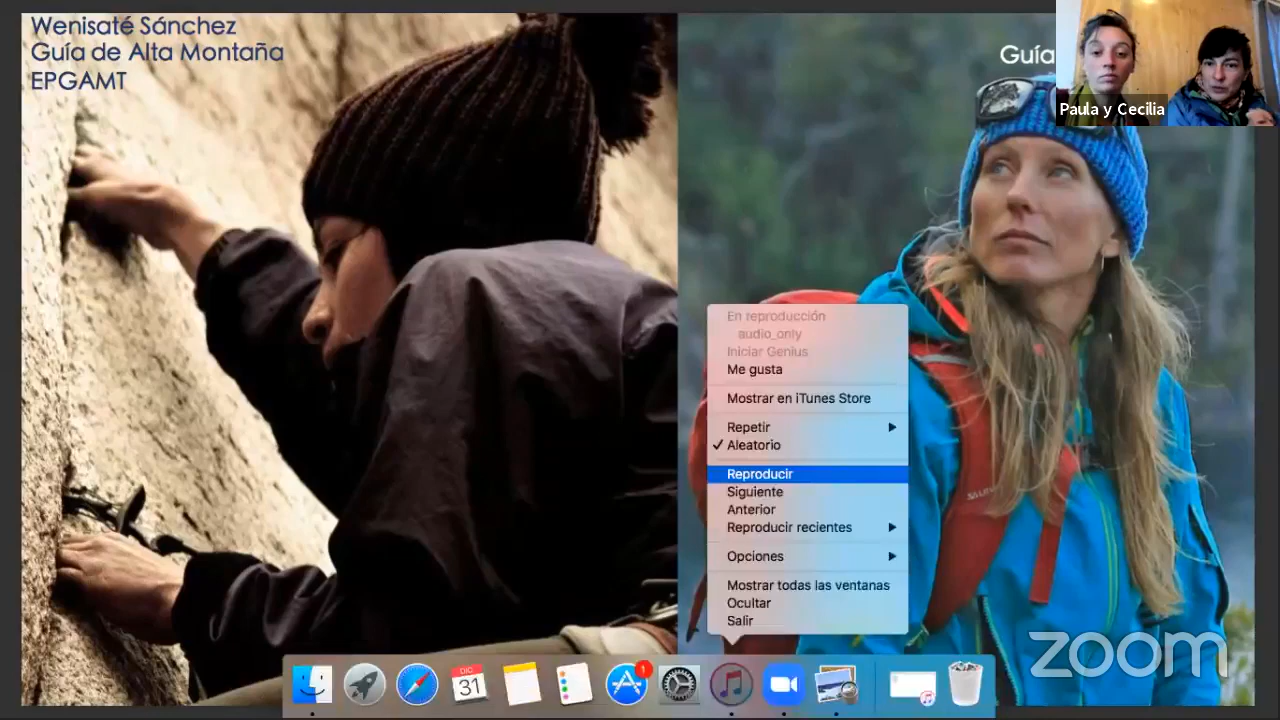 Wenisaté Sánchez
Guía de Alta Montaña
EPGAMT
Guía
Paula y Cecilia
En reproducción
audio_only
Iniciar Genius
Me gusta
Mostrar en iTunes Store
Repetir
✓ Aleatorio
Reproducir
Siguiente
Anterior
Reproducir recientes
Opciones
Mostrar todas las ventanas
Ocultar
Salir
DIC
31
1
zoom